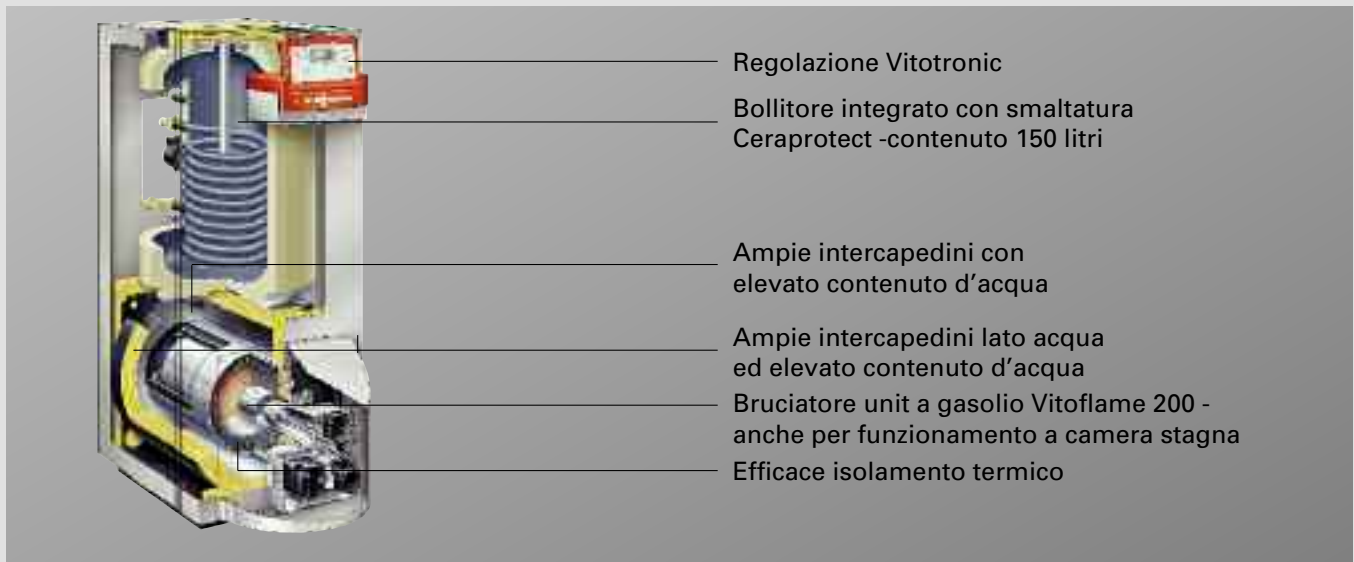 Regolazione Vitotronic
Bollitore integrato con smaltatura
Ceraprotect -contenuto 150 litri
Ampie intercapedini con
elevato contenuto d’acqua
Ampie intercapedini lato acqua
ed elevato contenuto d’acqua
Bruciatore unit a gasolio Vitoflame 200 -
anche per funzionamento a camera stagna
Efficace isolamento termico